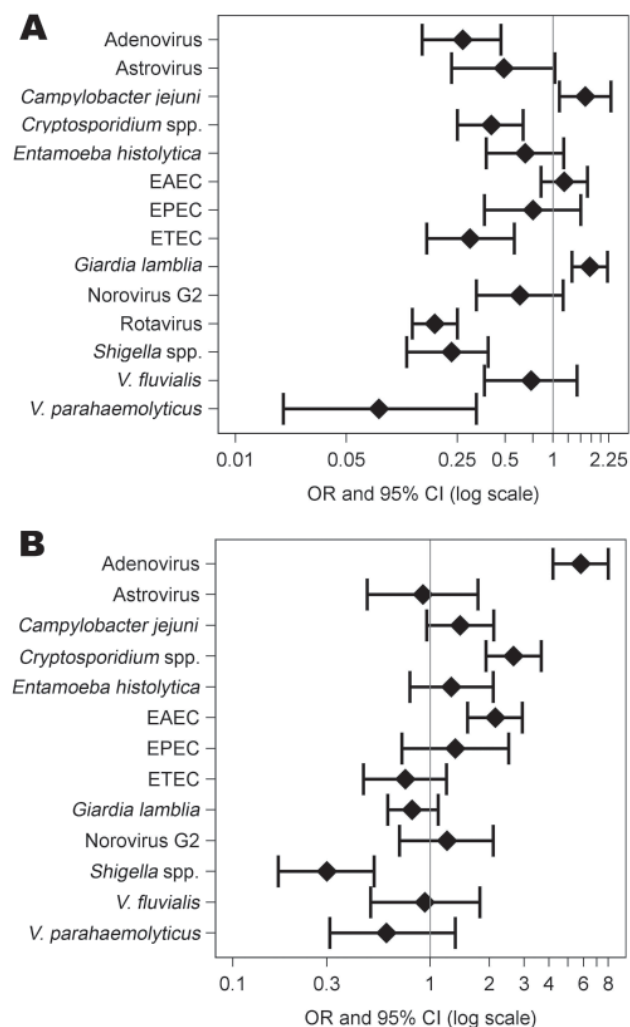 A
Adenovirus
Astrovirus
Campylobacter jejuni
Cryptosporidium spp.
Entamoeba histolytica
EAEC
EPEC
ETEC
Giardia lamblia
Norovirus G2
Rotavirus
Shigella spp.
V. fluvialis
V. parahaemolyticus
0.01 0.05 0.25 0.5 1 2.25
OR and 95% CI (log scale)
B
Adenovirus
Astrovirus
Campylobacter jejuni
Cryptosporidium spp.
Entamoeba histolytica
EAEC
EPEC
ETEC
Giardia lamblia
Norovirus G2
Shigella spp.
V. fluvialis
V. parahaemolyticus
0.1 0.3 1 2 3 4 6 8
OR and 95% CI (log scale)